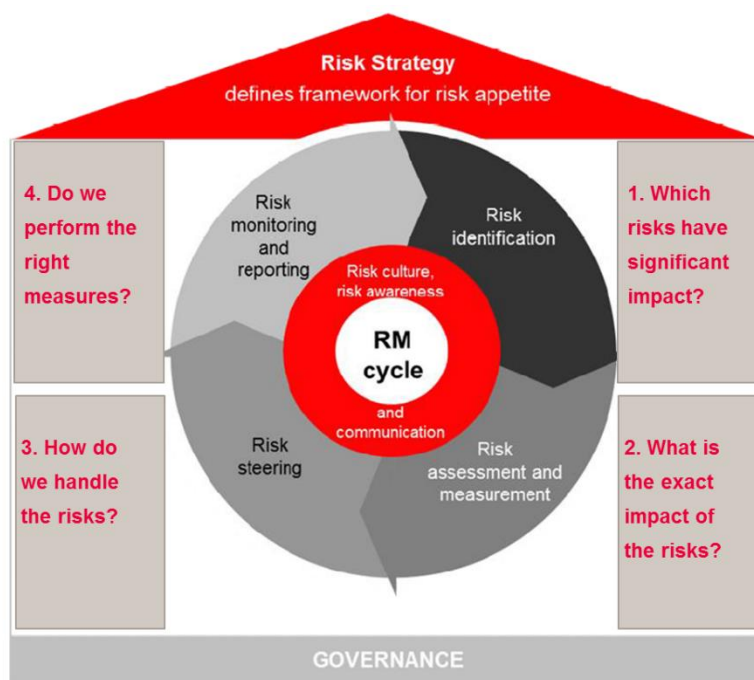 Risk Strategy
defines framework for risk appetite
4. Do we
perform the
right
measures?
Risk
monitoring
and
reporting
Risk
identification
1. Which
risks have
significant
impact?
Risk culture,
risk awareness
RM
cycle
and
communication
3. How do
we handle
the risks?
Risk
steering
Risk
assessment and
measurement
2. What is
the exact
impact of
the risks?
GOVERNANCE